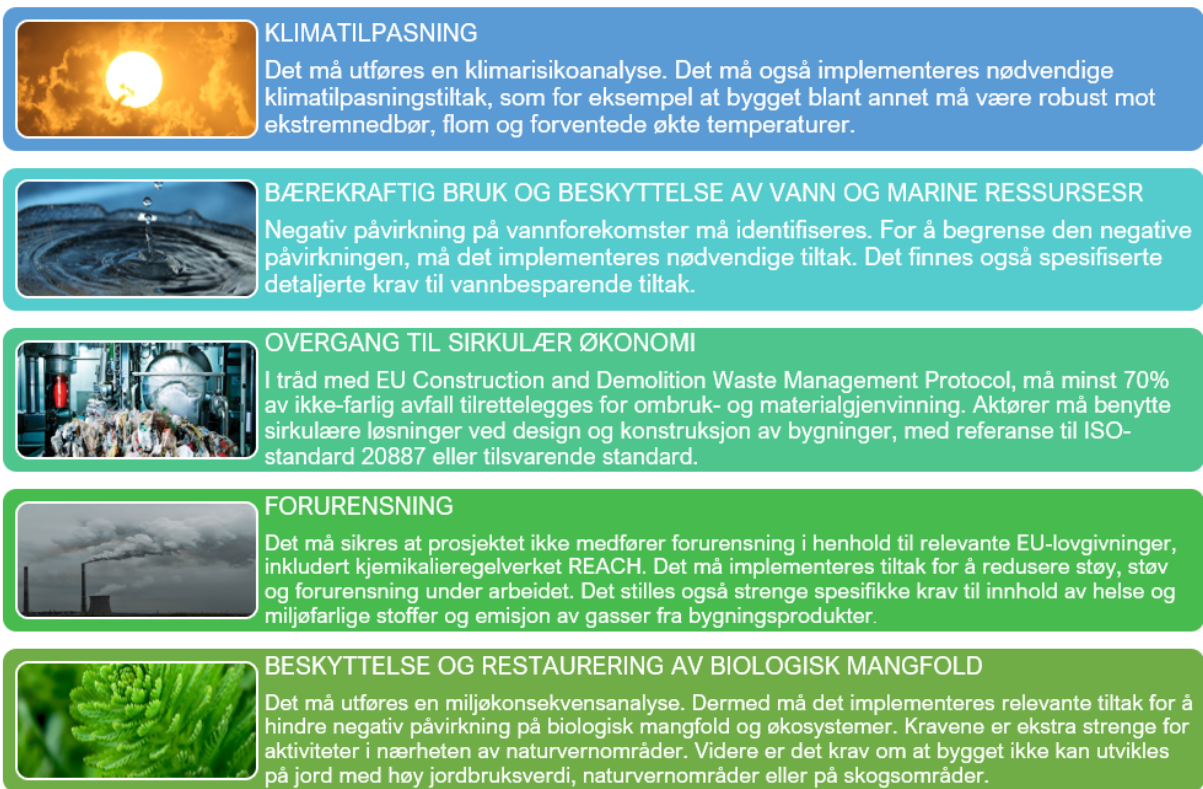 KLIMATILPASNING
Det må utføres en klimarisikoanalyse. Det må også implementeres nødvendige
klimatilpasningstiltak, som for eksempel at bygget blant annet må være robust mot
ekstremnedbør, flom og forventede økte temperaturer.
BÆREKRAFTIG BRUK OG BESKYTTELSE AV VANN OG MARINE RESSURSESR
Negativ påvirkning på vannforekomster må identifiseres. For å begrense den negative
påvirkningen, må det implementeres nødvendige tiltak. Det finnes også spesifiserte
detaljerte krav til vannbesparende tiltak.
OVERGANG TIL SIRKULÆR ØKONOMI
I tråd med EU Construction and Demolition Waste Management Protocol, må minst 70%
av ikke-farlig avfall tilrettelegges for ombruk- og materialgjenvinning. Aktører må benytte
sirkulære løsninger ved design og konstruksjon av bygninger, med referanse til ISO-
standard 20887 eller tilsvarende standard.
FORURENSNING
Det må sikres at prosjektet ikke medfører forurensning i henhold til relevante EU-lovgivninger,
inkludert kjemikalieregelverket REACH. Det må implementeres tiltak for å redusere støy, støv
og forurensning under arbeidet. Det stilles også strenge spesifikke krav til innhold av helse og
miljøfarlige stoffer og emisjon av gasser fra bygningsprodukter.
BESKYTTELSE OG RESTAURERING AV BIOLOGISK MANGFOLD
Det må utføres en miljøkonsekvensanalyse. Dermed må det implementeres relevante tiltak for å
hindre negativ påvirkning på biologisk mangfold og økosystemer. Kravene er ekstra strenge for
aktiviteter i nærheten av naturvernområder. Videre er det krav om at bygget ikke kan utvikles
på jord med høy jordbruksverdi, naturvernområder eller på skogsområder.